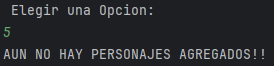 Elegir una Opcion:
5
AUN NO HAY PERSONAJES AGREGADOS!!